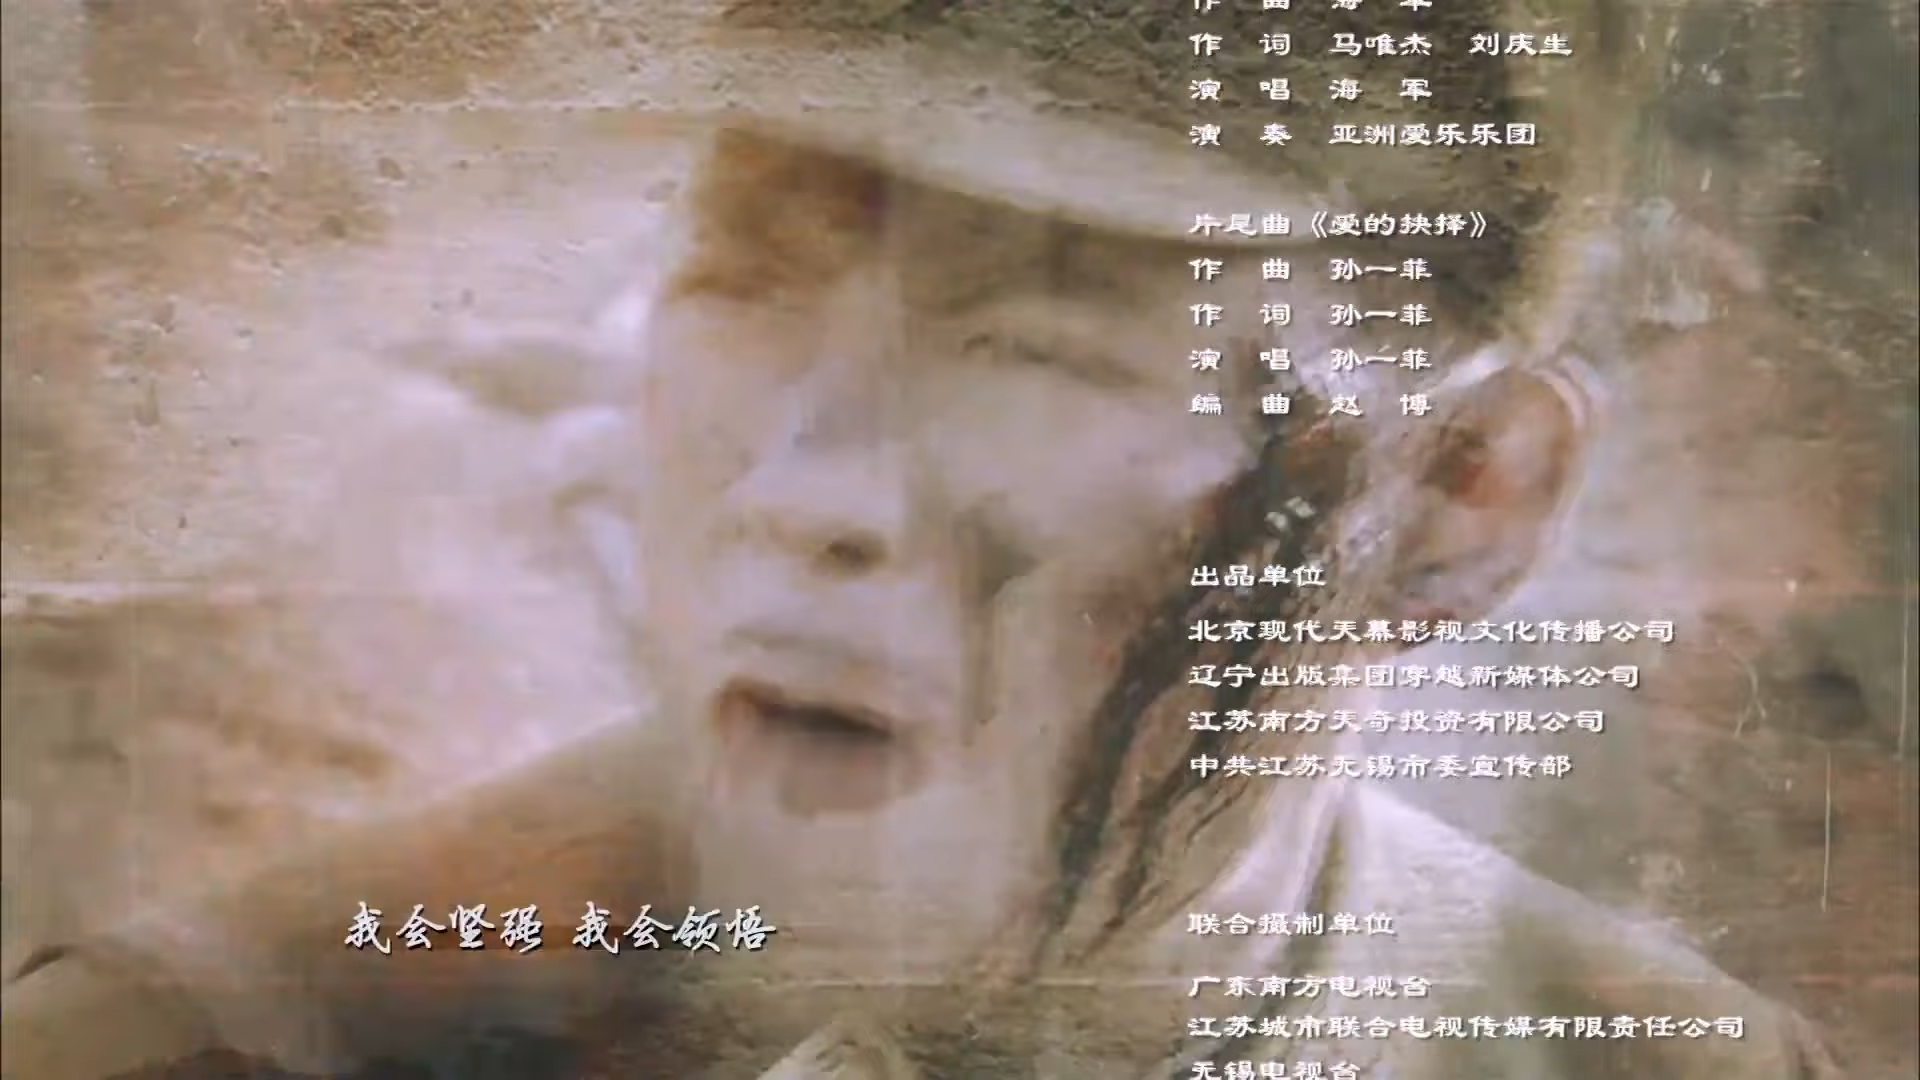 作 曲 海 军
作 词 马唯杰 刘庆生
演 唱 海 军
演 奏 亚洲爱乐乐团
片尾曲《爱的抉择》
作 曲 孙一菲
作 词 孙一菲
演 唱 孙一菲
编 曲 赵 博
出品单位
北京现代天幕影视文化传播公司
辽宁出版集团穿越新媒体公司
江苏南方天奇投资有限公司
中共江苏无锡市委宣传部
我会坚强 我会领悟
联合摄制单位
广东南方电视台
江苏城市联合电视传媒有限责任公司
无锡电视台